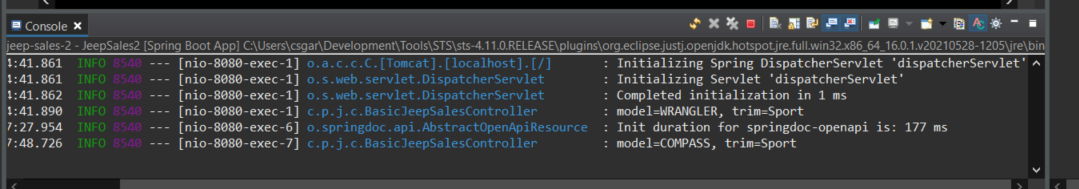 Console
jeep-sales-2 - JeepSales2 [Spring Boot App] C:\Users\csgar\Development\Tools\STS\sts-4.11.0.RELEASE\plugins\org.eclipse.justj.openjdk.hotspot.jre.full.win32.x86_64_16.0.1.v20210528-1205\jre\bin
4:41.861 INFO 8540 --- [nio-8080-exec-1] o.a.c.c.C.[Tomcat].[localhost].[/] : Initializing Spring DispatcherServlet 'dispatcherServlet'
4:41.861 INFO 8540 --- [nio-8080-exec-1] o.s.web.servlet.DispatcherServlet : Initializing Servlet 'dispatcherServlet'
4:41.862 INFO 8540 --- [nio-8080-exec-1] o.s.web.servlet.DispatcherServlet : Completed initialization in 1 ms
4:41.890 INFO 8540 --- [nio-8080-exec-1] c.p.j.c.BasicJeepSalesController : model=WRANGLER, trim=Sport
7:27.954 INFO 8540 --- [nio-8080-exec-6] o.springdoc.api.AbstractOpenApiResource : Init duration for springdoc-openapi is: 177 ms
7:48.726 INFO 8540 --- [nio-8080-exec-7] c.p.j.c.BasicJeepSalesController : model=COMPASS, trim=Sport